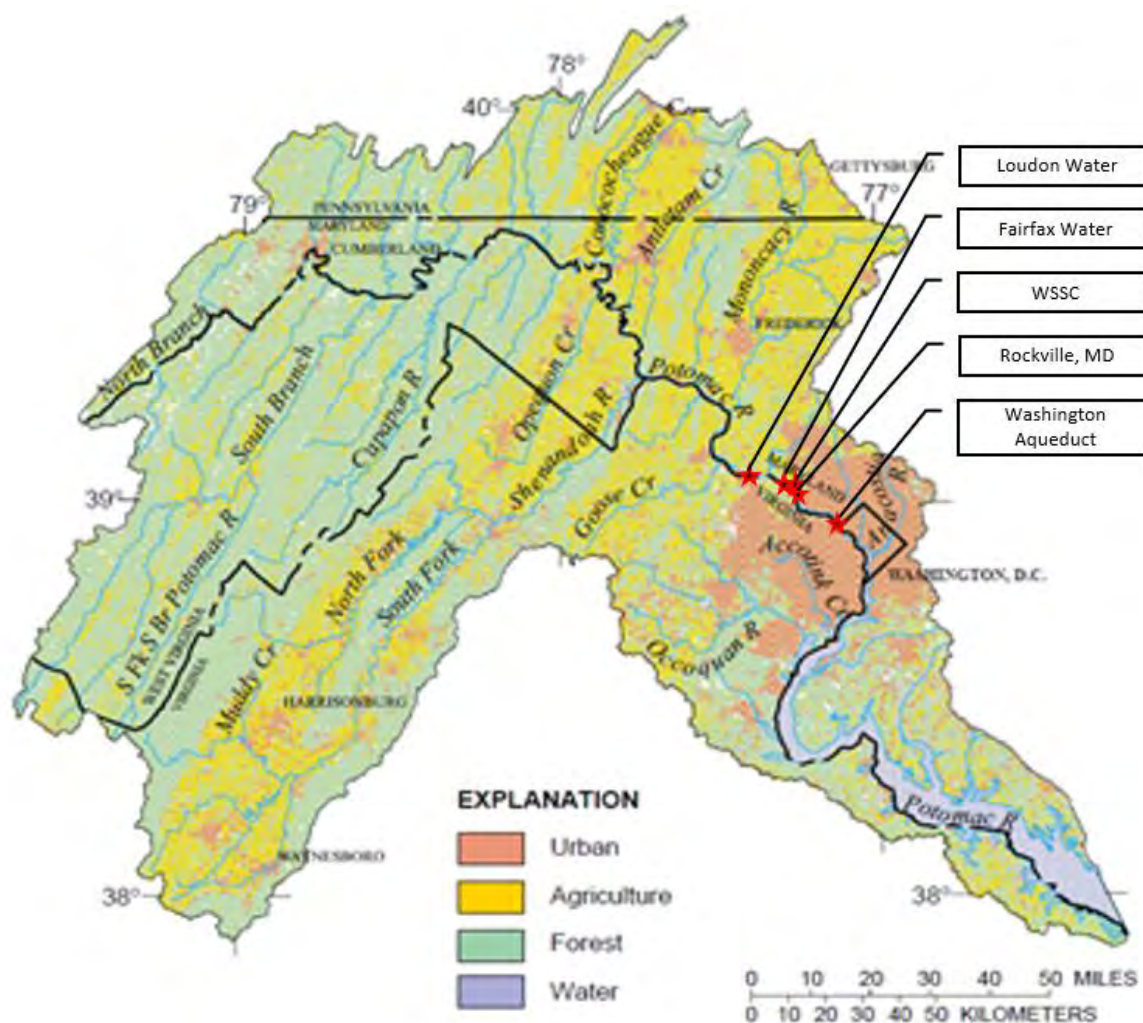 78°
40°
Conococheague Cr
Antietam Cr
GETTYSBURG
Loudon Water
79°
77°
PENNSYLVANIA
MARYLAND
CUMBERLAND
Monocacy R
Fairfax Water
WSSC
North Branch
FREDERICK
Rockville, MD
South Branch
Potomac R
Opequon Cr
Capapon R
Shenandoah R
Washington
Aqueduct
39°
MARYLAND
VIRGINIA
Goose Cr
S Fk S Br Potomac R
North Fork
South Fork
Accotink Cr
WASHINGTON, D.C.
WEST VIRGINIA
VIRGINIA
Muddy Cr
Occoquan R
HARRISONBURG
EXPLANATION
Urban
Agriculture
Forest
Water
Potomac R
WAYNESBORO
38°
38°
0 10 20 30 40 50 MILES
0 10 20 30 40 50 KILOMETERS